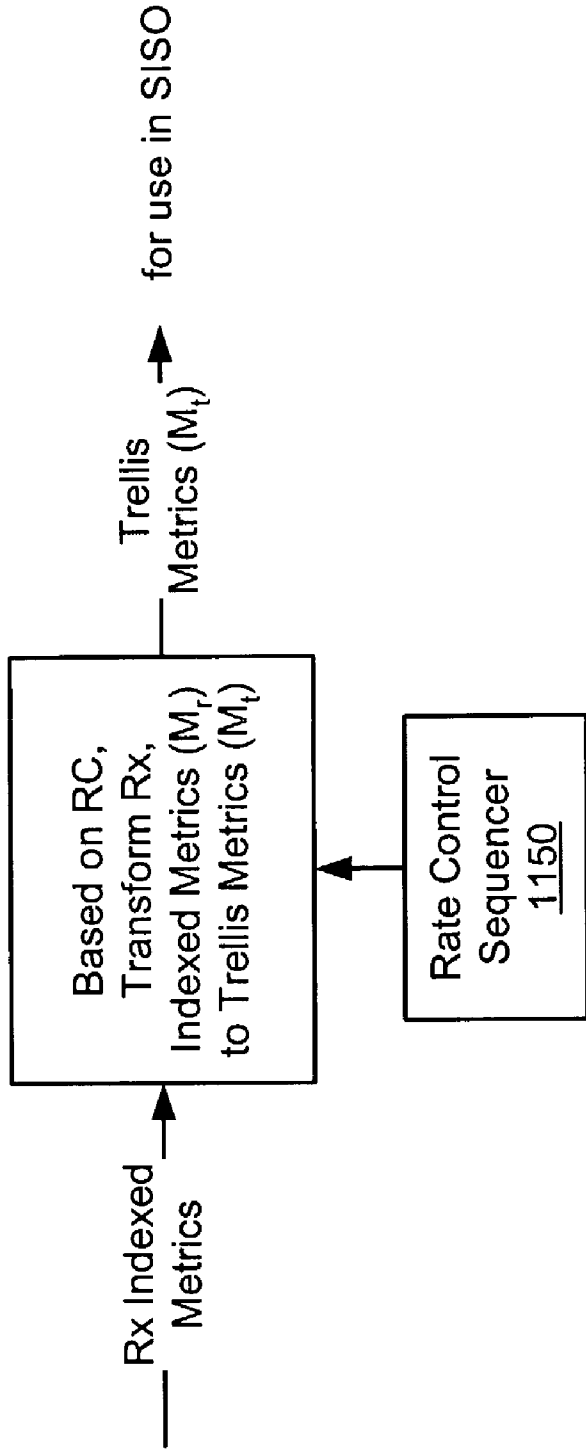 Rx Indexed
Metrics
Based on RC,
Transform Rx,
Indexed Metrics (Mr)
to Trellis Metrics (Mt)
Trellis
Metrics (Mt)
for use in SISO
Rate Control
Sequencer
1150